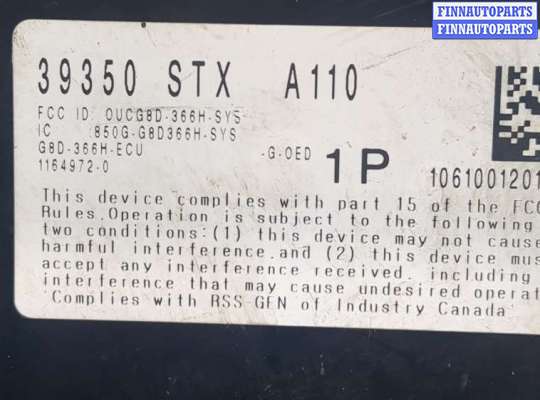 FINNAUTOPARTS
FINNAUTOPARTS
39350 STX A110
FCC ID: OUCG8D-366H-SYS
IC :850G-G8D366H-SYS
G8D-366H-ECU -G-OED 1P
1164972-0 1061001201
This device complies with part 15 of the FCC
Rules.Operation is subject to the following
two conditions:(1) this device may not cause
harmful interference.and (2) this device mus
accept any interference received. including
interference that may cause undesired operat
Complies with RSS-GEN of Industry Canada